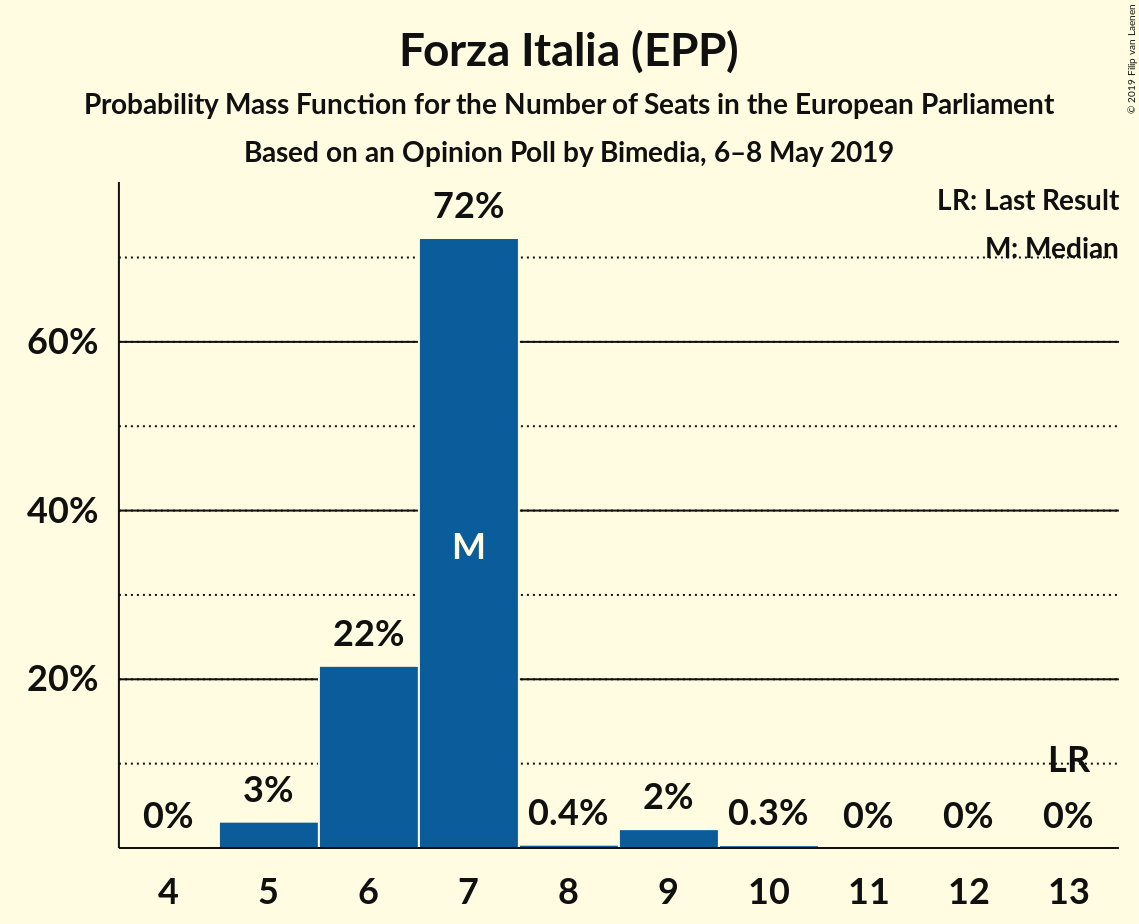 Forza Italia (EPP)
Probability Mass Function for the Number of Seats in the European Parliament
Based on an Opinion Poll by Bimedia, 6–8 May 2019
© 2019 Filip van Laenen
LR: Last Result
M: Median
72%
60%
40%
M
22%
20%
LR
0%
3%
0.4%
2%
0.3%
0%
0%
0%
4 5 6 7 8 9 10 11 12 13